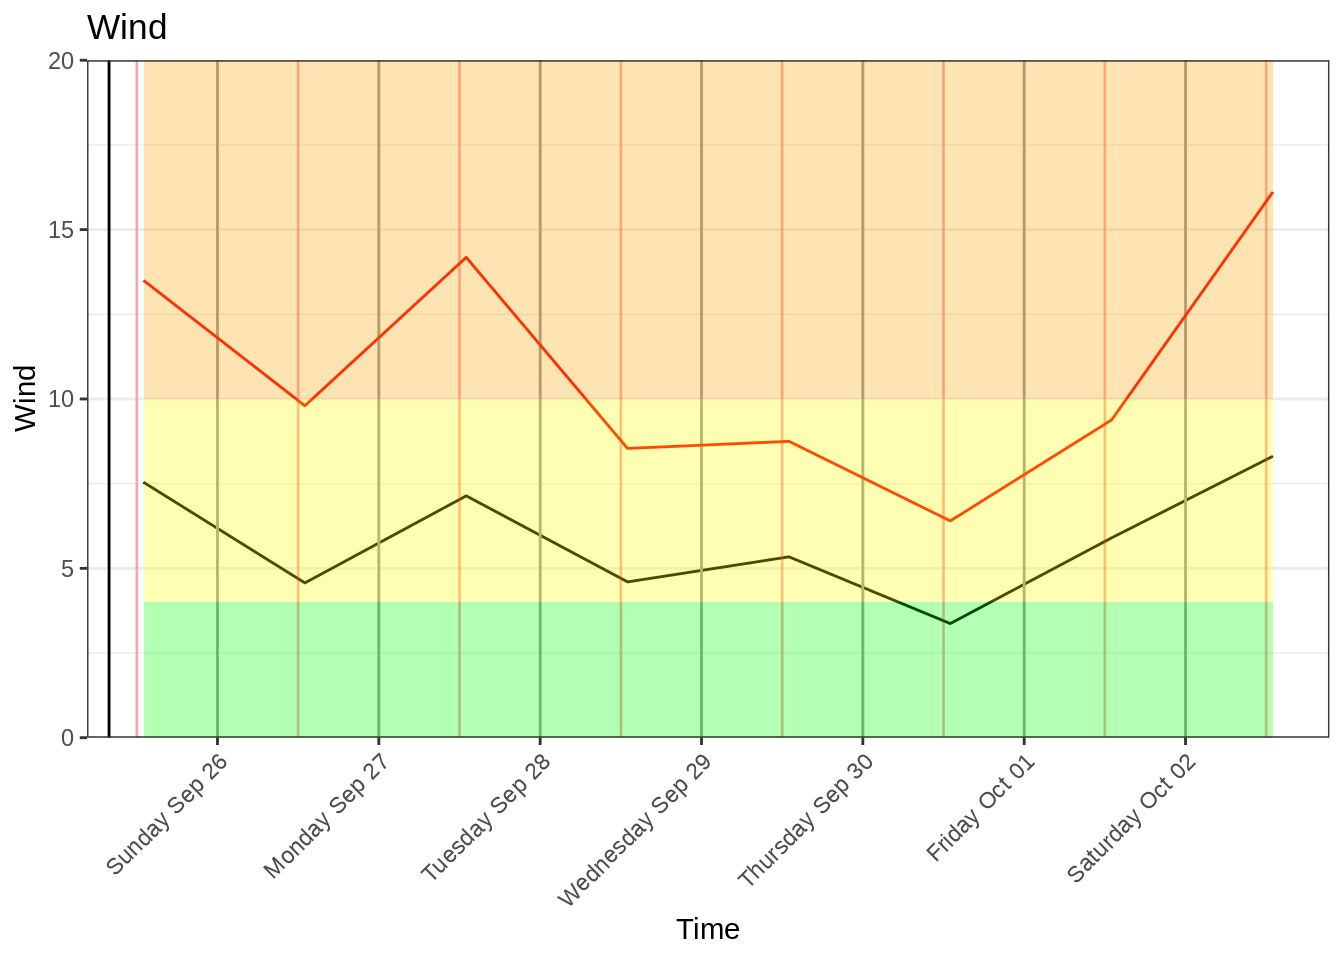 Wind
20
15
10
5
0
Wind
Sunday Sep 26
Monday Sep 27
Tuesday Sep 28
Wednesday Sep 29
Thursday Sep 30
Friday Oct 01
Saturday Oct 02
Time